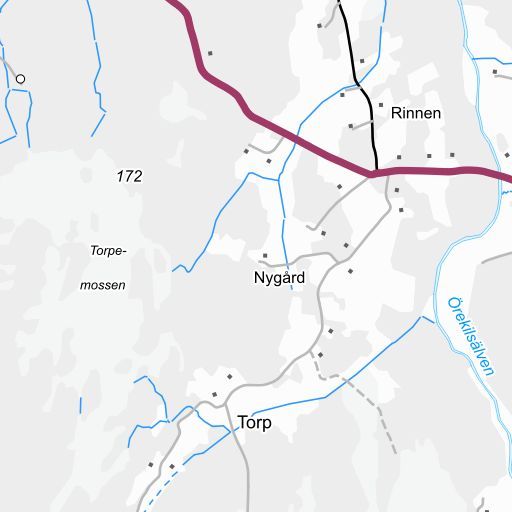 Rinnen
172
Torpe-
mossen
Nygård
Örekilsälven
Torp